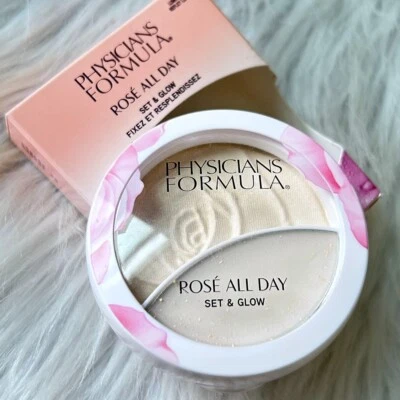 PHYSICIANS
FORMULA®
ROSÉ ALL DAY
SET & GLOW
FIXEZ ET RESPLENDISSEZ
PHYSICIANS
FORMULA®
ROSÉ ALL DAY
SET & GLOW